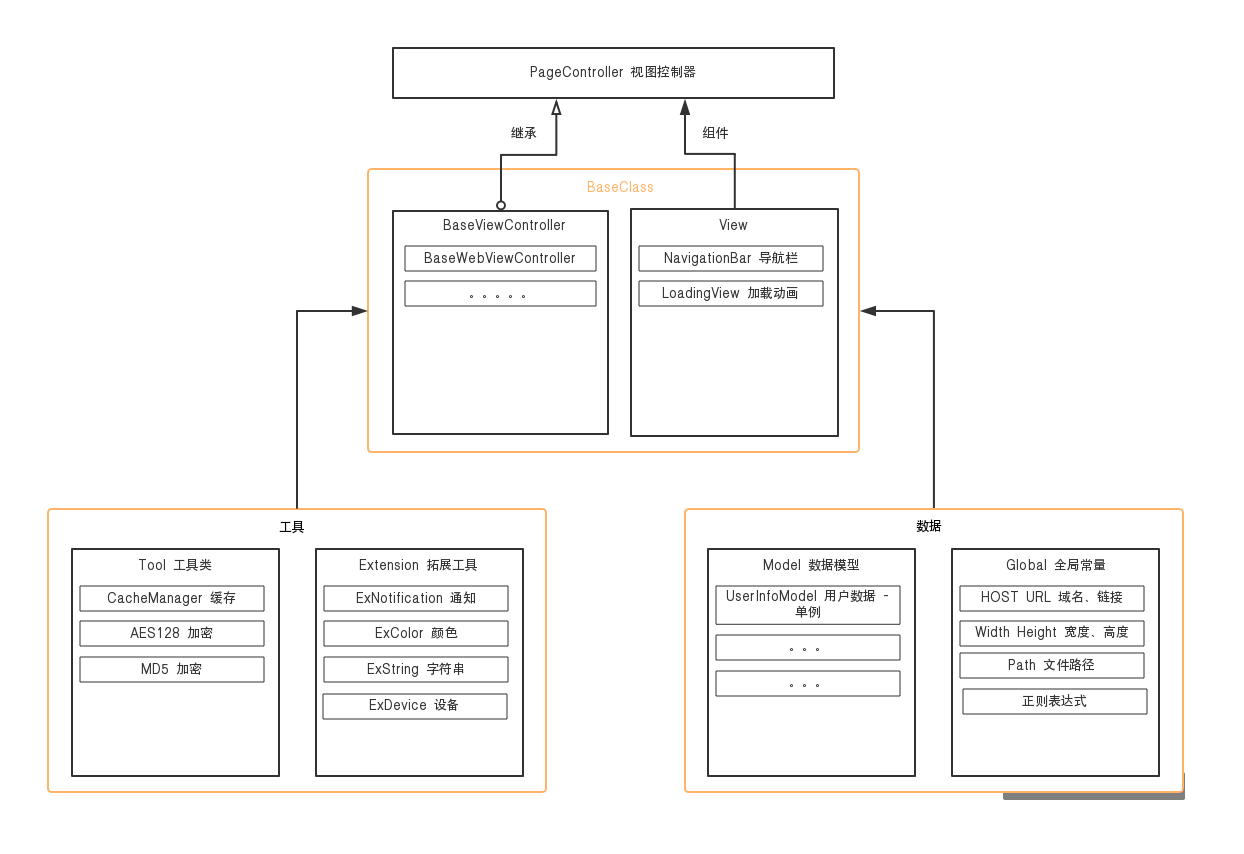 PageController 视图控制器
继承
组件
BaseClass
BaseViewController
BaseWebViewController
。。。。。
View
NavigationBar 导航栏
LoadingView 加载动画
工具
Tool 工具类
CacheManager 缓存
AES128 加密
MD5 加密
Extension 拓展工具
ExNotification 通知
ExColor 颜色
ExString 字符串
ExDevice 设备
数据
Model 数据模型
UserInfoModel 用户数据 -
单例
。。。
。。。
Global 全局常量
HOST URL 域名、链接
Width Height 宽度、高度
Path 文件路径
正则表达式